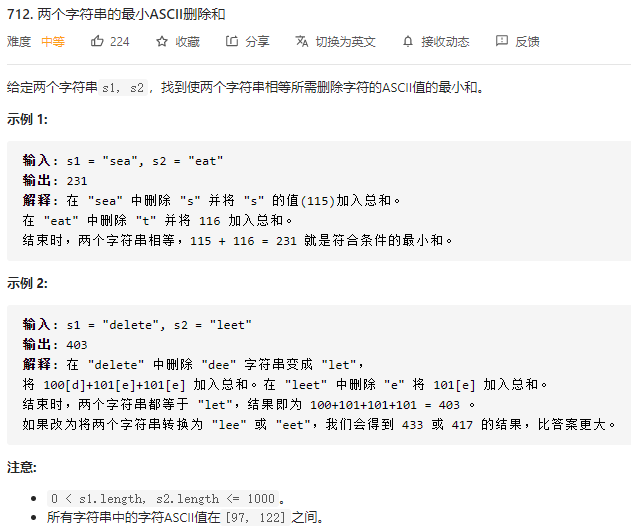 712. 两个字符串的最小ASCII删除和
难度 中等 224 收藏 分享 切换为英文 接收动态 反馈
给定两个字符串s1, s2，找到使两个字符串相等所需删除字符的ASCII值的最小和。
示例 1:
输入: s1 = "sea", s2 = "eat"
输出: 231
解释: 在 "sea" 中删除 "s" 并将 "s" 的值(115)加入总和。
在 "eat" 中删除 "t" 并将 116 加入总和。
结束时，两个字符串相等，115 + 116 = 231 就是符合条件的最小和。
示例 2:
输入: s1 = "delete", s2 = "leet"
输出: 403
解释: 在 "delete" 中删除 "dee" 字符串变成 "let"，
将 100[d]+101[e]+101[e] 加入总和。在 "leet" 中删除 "e" 将 101[e] 加入总和。
结束时，两个字符串都等于 "let"，结果即为 100+101+101+101 = 403 。
如果改为将两个字符串转换为 "lee" 或 "eet"，我们会得到 433 或 417 的结果，比答案更大。
注意:
• 0 < s1.length, s2.length <= 1000。
• 所有字符串中的字符ASCII值在[97, 122]之间。